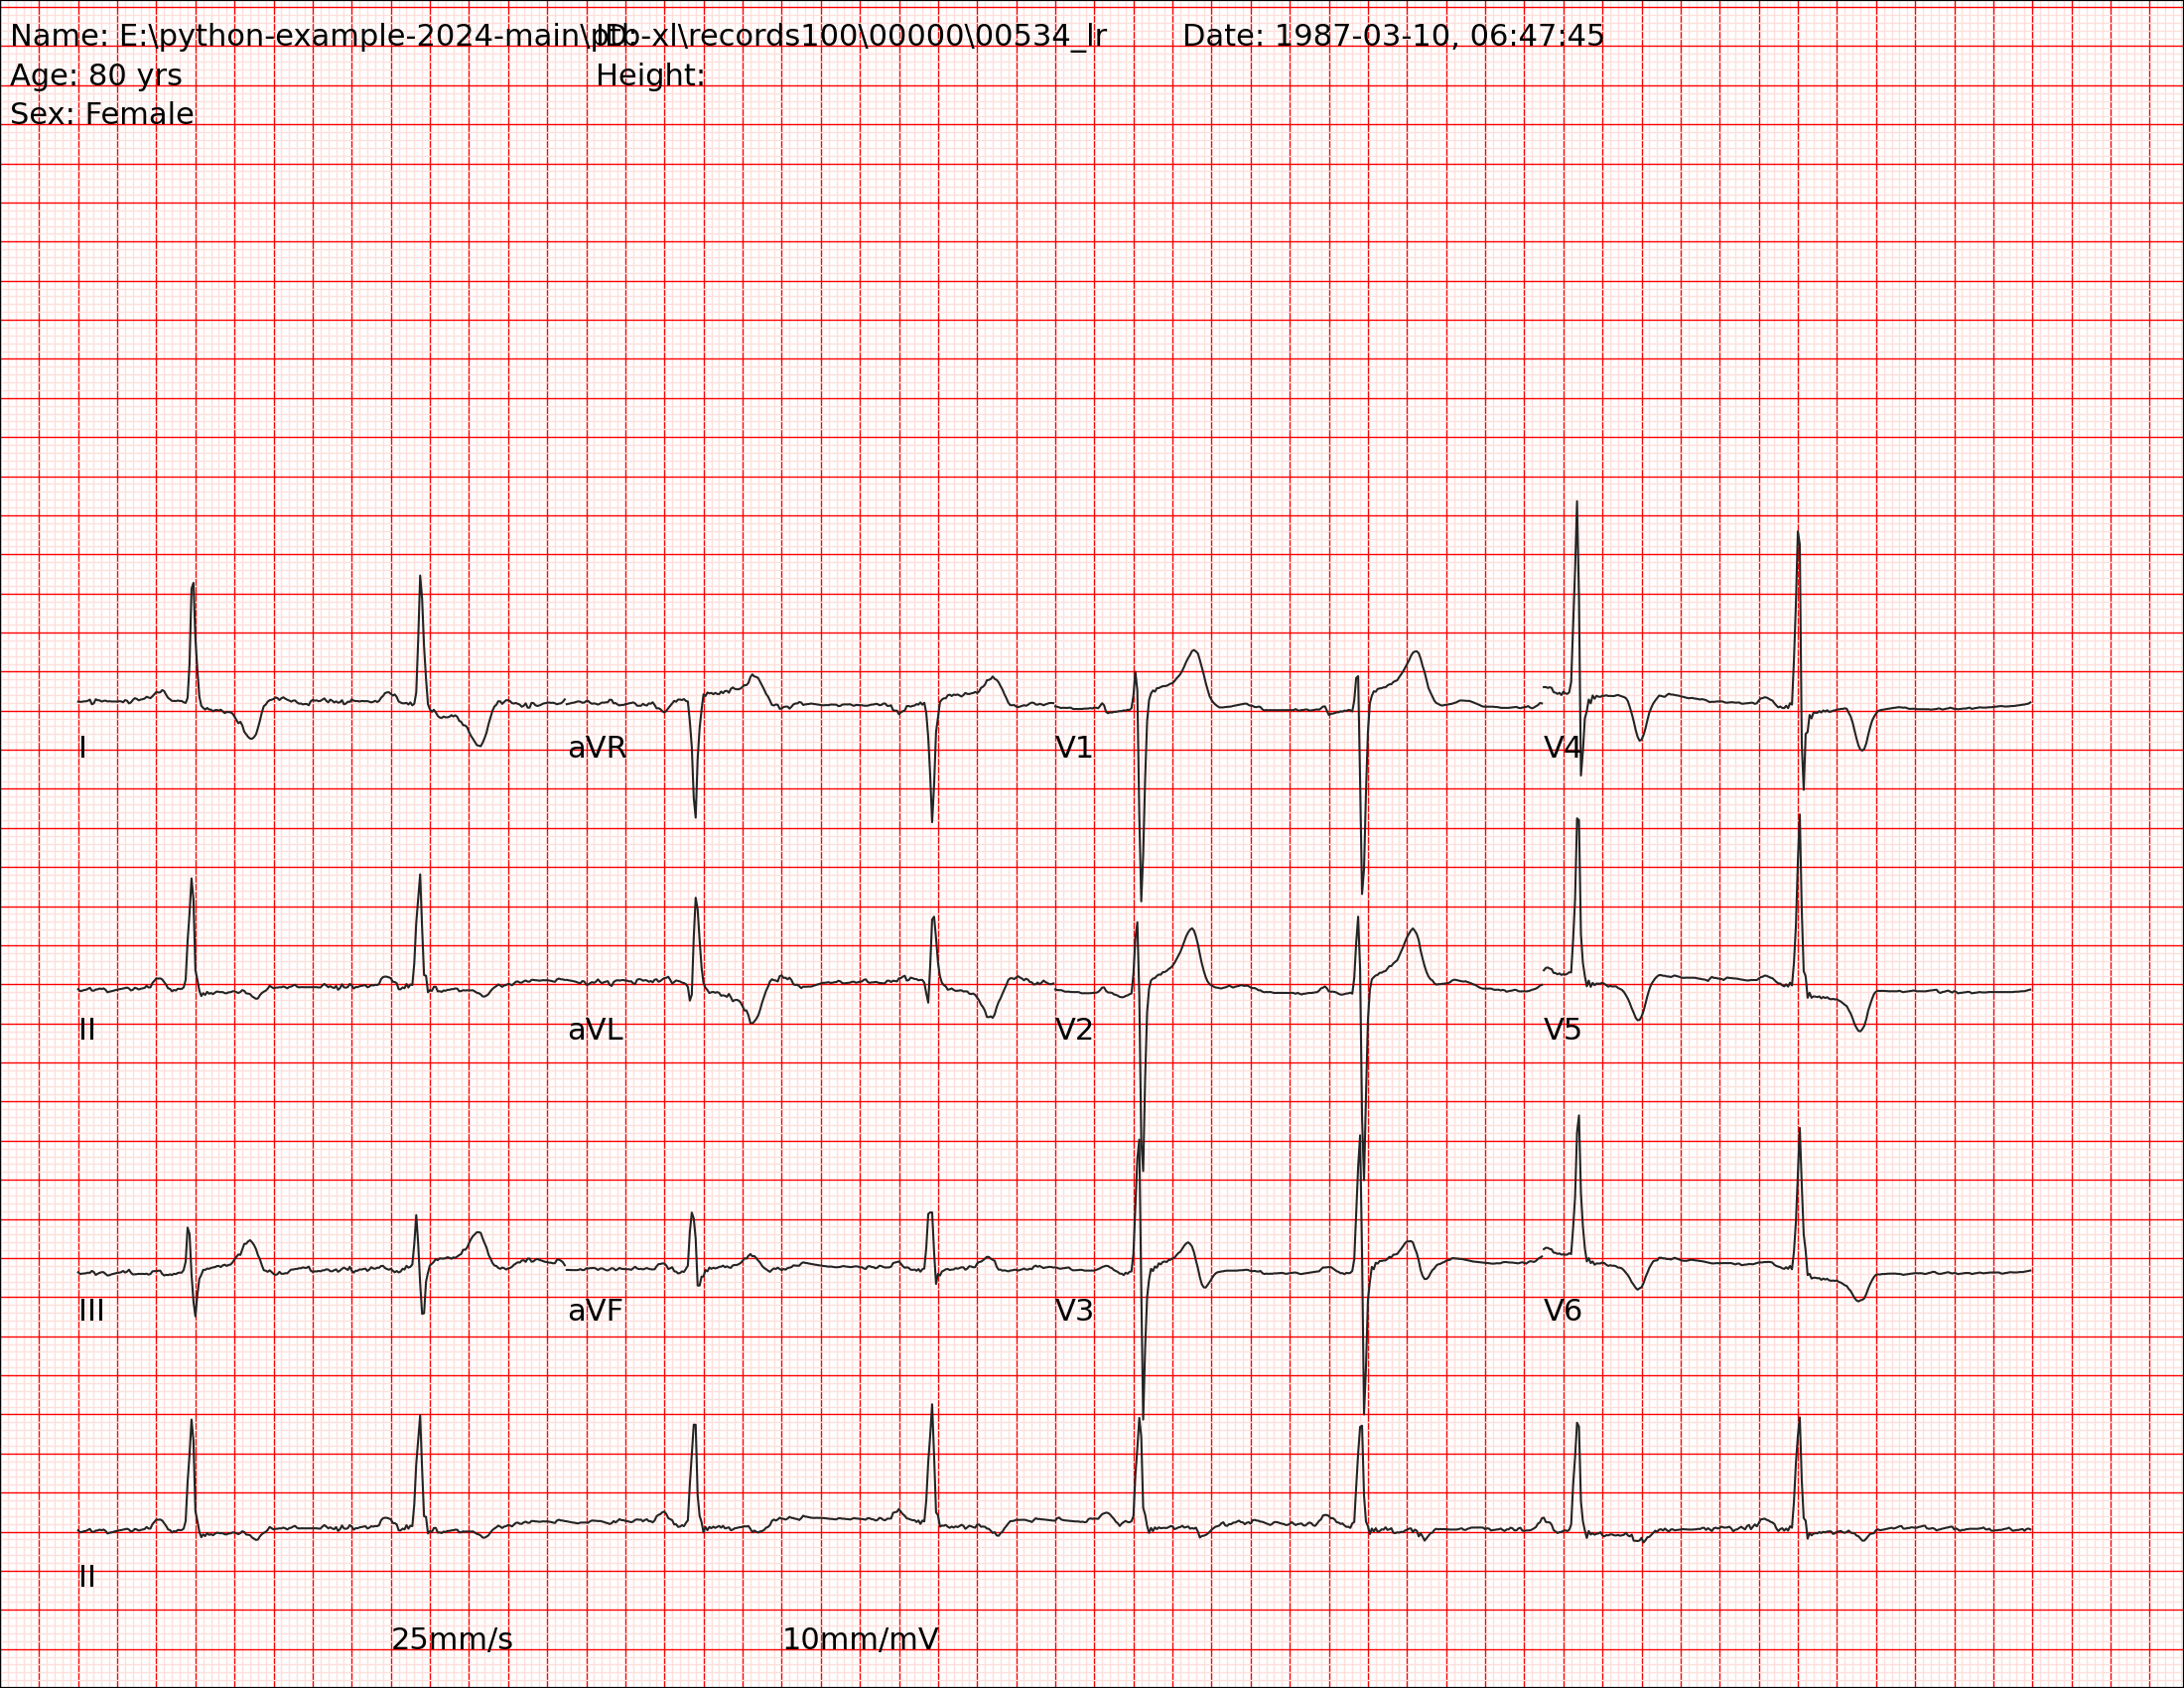 Name: E:\python-example-2024-main\ptb-xl\records100\00000\00534_lr ID: Date: 1987-03-10, 06:47:45
Age: 80 yrs Height:
Sex: Female
I aVR V1 V4
II aVL V2 V5
III aVF V3 V6
II
25mm/s 10mm/mV